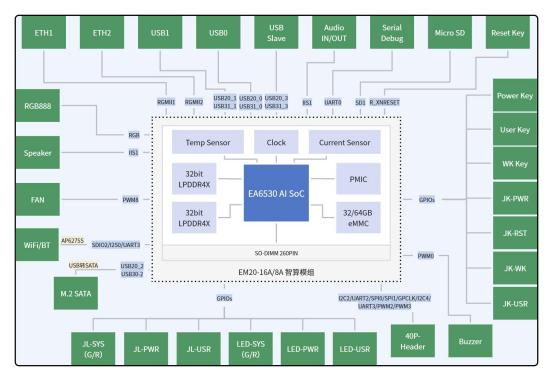 ETH1
ETH2
USB1
USB0
USB
Slave
Audio
IN/OUT
Serial
Debug
Micro SD
Reset Key
RGMII1
RGMII2
USB20_1
USB31_1
USB20_0
USB31_0
USB20_3
USB31_3
IIS1
UART0
SD1
R_XNRESET
RGB888
RGB
Speaker
IIS1
FAN
PWM8
WiFi/BT
AP6275S
SDIO2/I2S0/UART3
M.2 SATA
USB转SATA
USB20_2
USB30-2
Temp Sensor
Clock
Current Sensor
32bit
LPDDR4X
EA6530 AI SoC
PMIC
32bit
LPDDR4X
32/64GB
eMMC
SO-DIMM 260PIN
EM20-16A/8A 智算模组
GPIOs
Power Key
User Key
WK Key
JK-PWR
JK-RST
JK-WK
JK-USR
PWM0
GPIOs
I2C2/UART2/SPI0/SPI1/GPCLK/I2C4/
UART3/PWM2/PWM3
JL-SYS
(G/R)
JL-PWR
JL-USR
LED-SYS
(G/R)
LED-PWR
LED-USR
40P-
Header
Buzzer